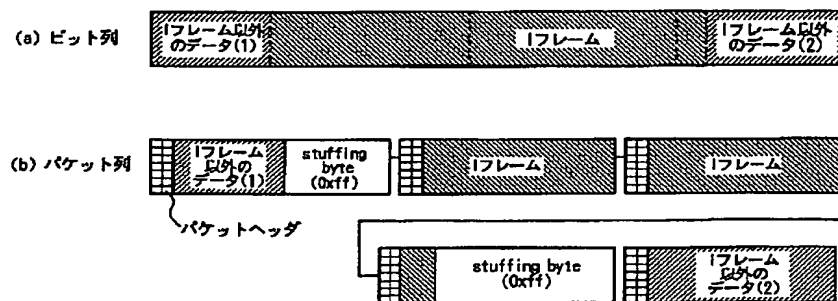 (a) ビット列
Iフレーム以外
のデータ(1)
Iフレーム
Iフレーム以外
のデータ(2)
(b) パケット列
Iフレーム
以外の
データ(1)
stuffing
byte
(0xff)
Iフレーム
Iフレーム
パケットヘッダ
stuffing byte
(0xff)
Iフレーム
以外の
データ(2)